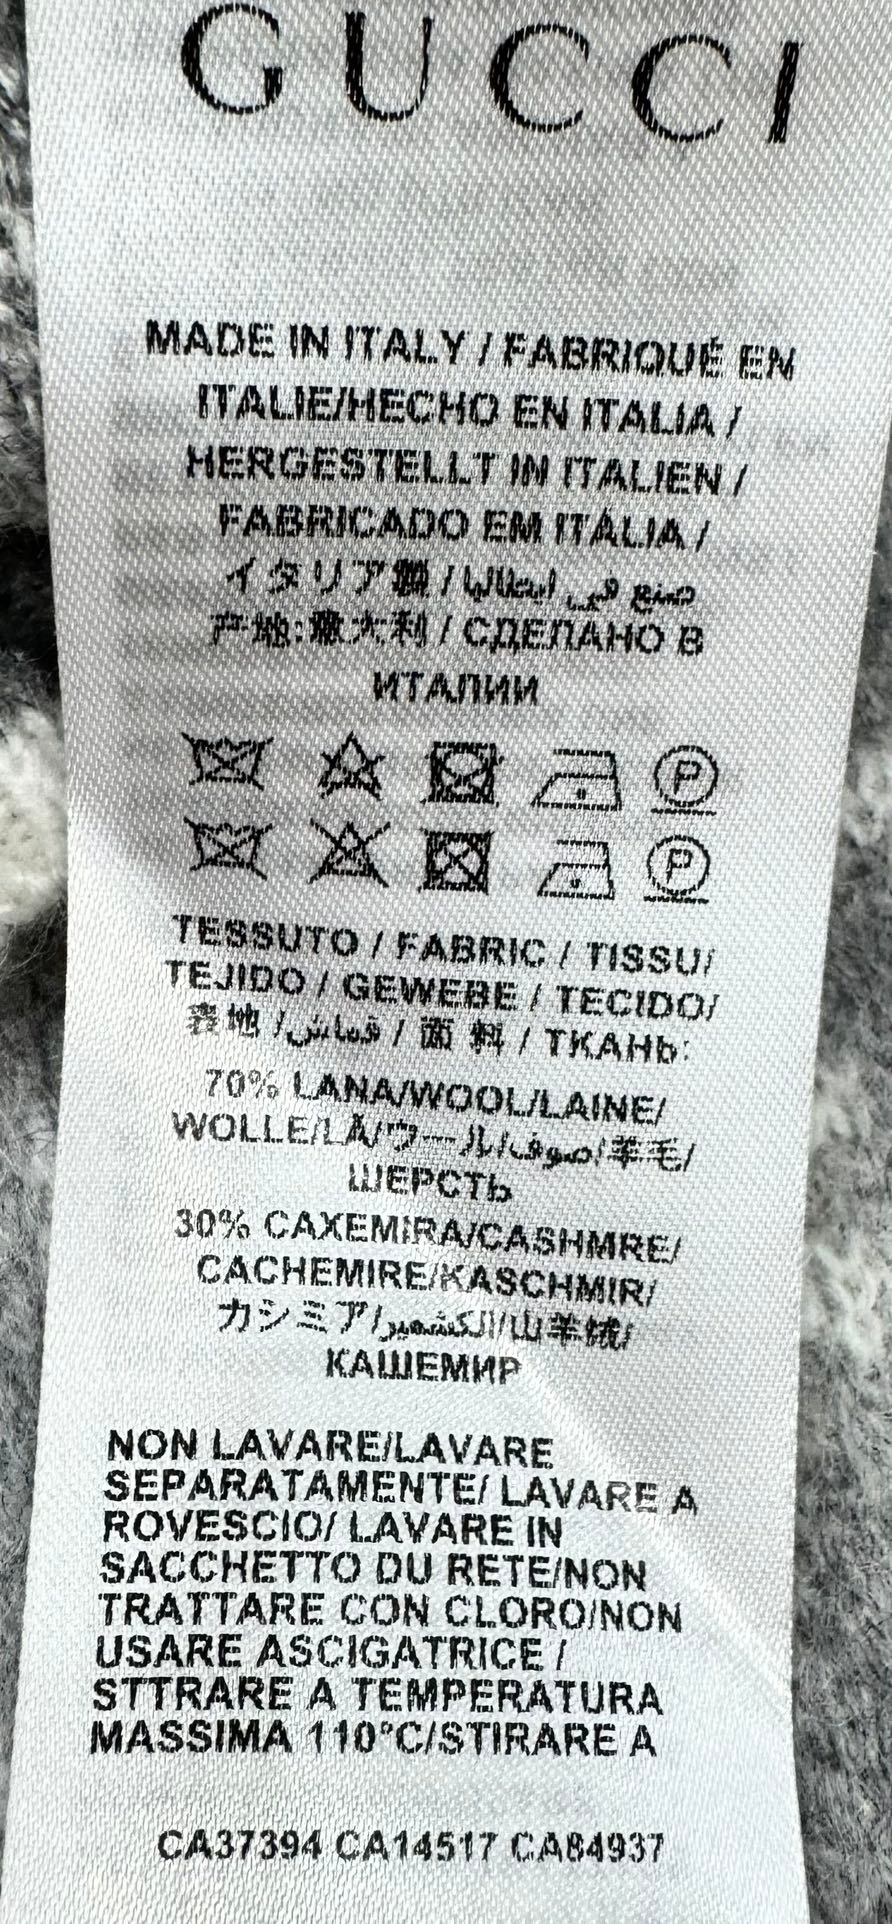 GUCCI
MADE IN ITALY / FABRIQUÉ EN
ITALIE/HECHO EN ITALIA /
HERGESTELLT IN ITALIEN /
FABRICADO EM ITÁLIA /
イタリア製 / صنع في ايطاليا
产地:意大利 / СДЕЛАНО В
ИТАЛИИ
P
P
TESSUTO / FABRIC / TISSU/
TEJIDO / GEWEBE / TECIDO/
表地 /قماش / 面 料 / ТКАНЬ:
70% LANA/WOOL/LAINE/
WOLLE/LÃ/ウール/صوف/羊毛/
ШЕРСТЬ
30% CAXEMIRA/CASHMRE/
CACHEMIRE/KASCHMIR/
カシミア/الكشمير/山羊绒/
КАШЕМИР
NON LAVARE/LAVARE
SEPARATAMENTE/ LAVARE A
ROVESCIO/ LAVARE IN
SACCHETTO DU RETE/NON
TRATTARE CON CLORO/NON
USARE ASCIGATRICE /
STTRARE A TEMPERATURA
MASSIMA 110°C/STIRARE A
CA37394 CA14517 CA84937